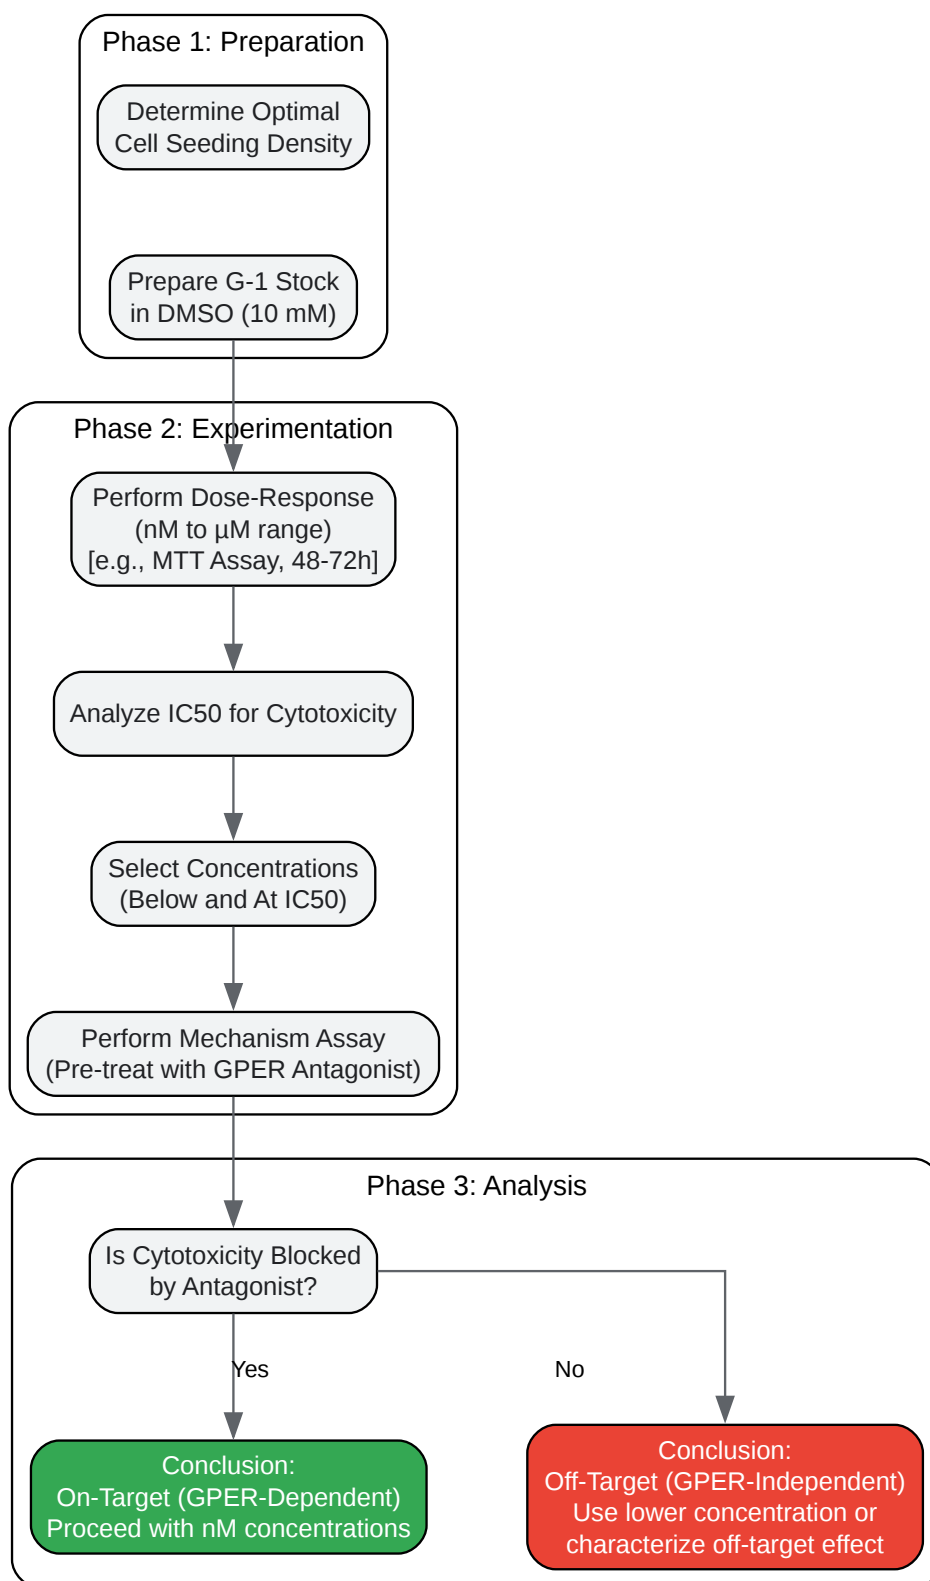 Phase 1: Preparation
Determine Optimal
Cell Seeding Density
Prepare G-1 Stock
in DMSO (10 mM)
Phase 2: Experimentation
Perform Dose-Response
(nM to µM range)
[e.g., MTT Assay, 48-72h]
Analyze IC50 for Cytotoxicity
Select Concentrations
(Below and At IC50)
Perform Mechanism Assay
(Pre-treat with GPER Antagonist)
Phase 3: Analysis
Is Cytotoxicity Blocked
by Antagonist?
Yes
No
Conclusion:
On-Target (GPER-Dependent)
Proceed with nM concentrations
Conclusion:
Off-Target (GPER-Independent)
Use lower concentration or
characterize off-target effect